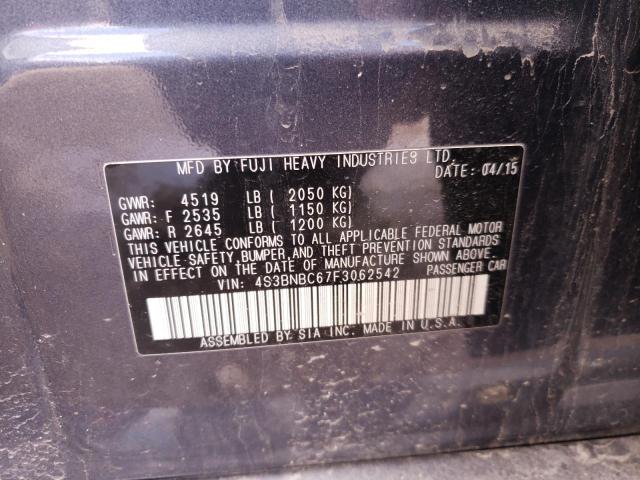 MFD BY FUJI HEAVY INDUSTRIES LTD.
DATE: 04/15
GVWR: 4519 LB ( 2050 KG)
GAWR: F 2535 LB ( 1150 KG)
GAWR: R 2645 LB ( 1200 KG)
THIS VEHICLE CONFORMS TO ALL APPLICABLE FEDERAL MOTOR
VEHICLE SAFETY, BUMPER, AND THEFT PREVENTION STANDARDS
IN EFFECT ON THE DATE OF MANUFACTURE SHOWN ABOVE.
VIN: 4S3BNBC67F3062542 PASSENGER CAR
ASSEMBLED BY SIA INC. MADE IN U.S.A.